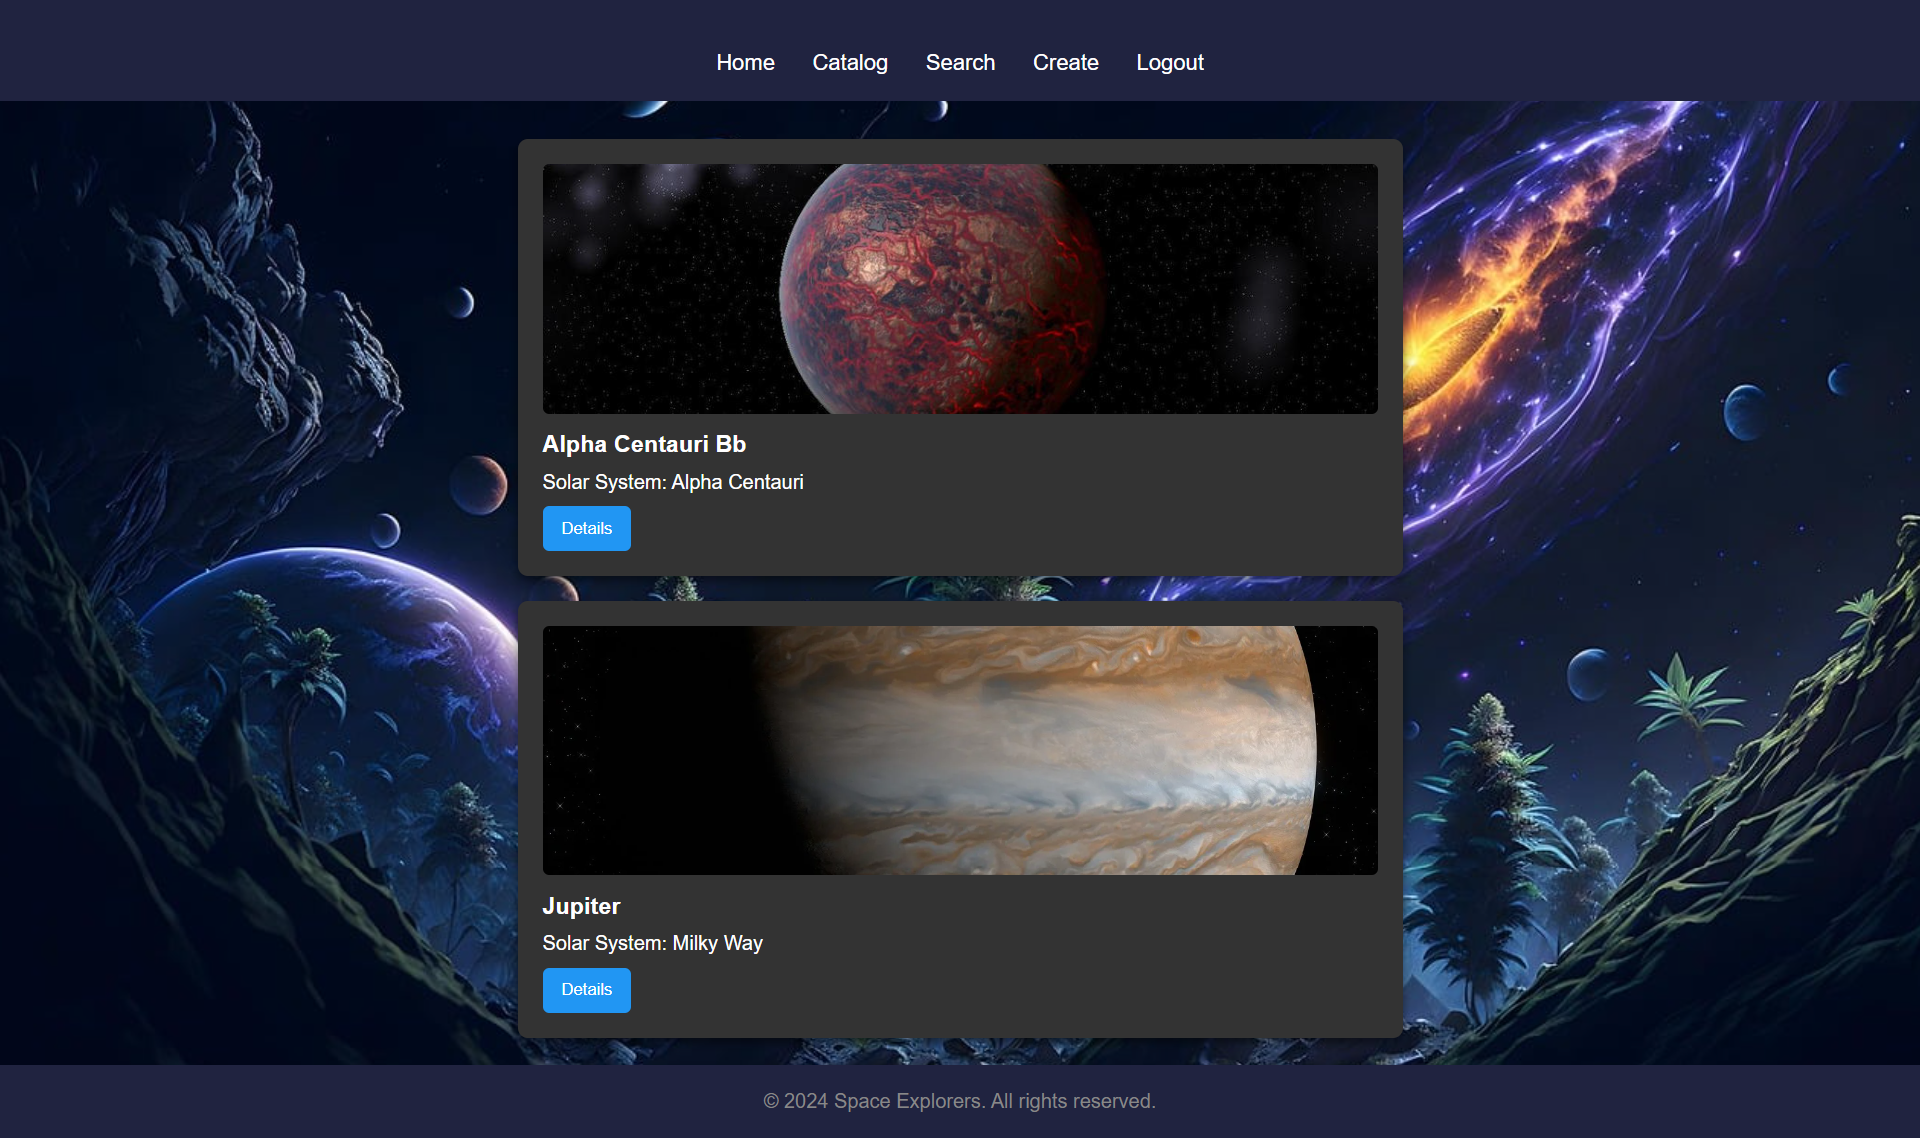 Home Catalog Search Create Logout
Alpha Centauri Bb
Solar System: Alpha Centauri
Details
Jupiter
Solar System: Milky Way
Details
© 2024 Space Explorers. All rights reserved.